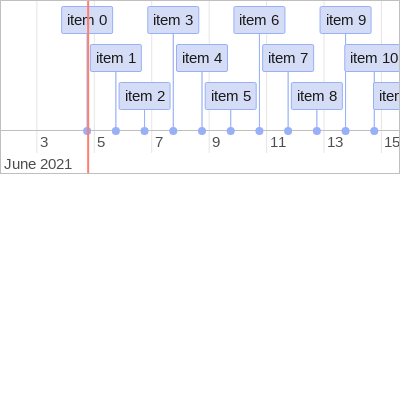 item 0 item 3 item 6 item 9
item 1 item 4 item 7 item 10
item 2 item 5 item 8
3 5 7 9 11 13 15
June 2021